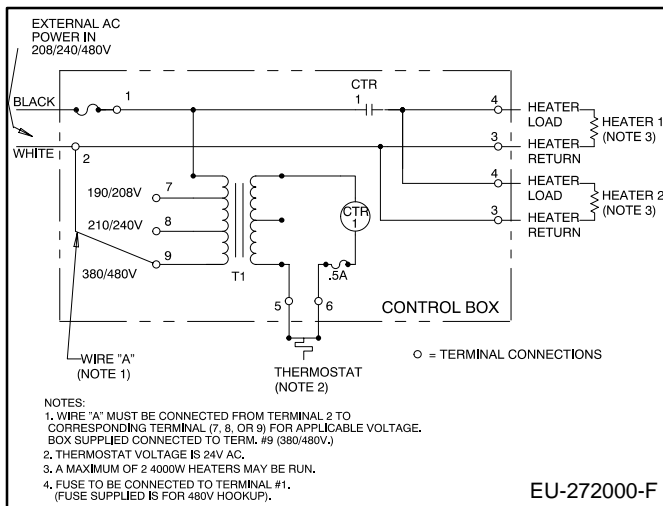 EXTERNAL AC
POWER IN
208/240/480V
BLACK
1
CTR
1
4
HEATER
LOAD
HEATER 1
(NOTE 3)
WHITE
2
3
HEATER
RETURN
190/208V
7
4
HEATER
LOAD
HEATER 2
(NOTE 3)
210/240V
8
CTR
1
3
HEATER
RETURN
380/480V
9
T1
.5A
5
6
CONTROL BOX
WIRE "A"
(NOTE 1)
THERMOSTAT
(NOTE 2)
O = TERMINAL CONNECTIONS
NOTES:
1. WIRE "A" MUST BE CONNECTED FROM TERMINAL 2 TO
CORRESPONDING TERMINAL (7, 8, OR 9) FOR APPLICABLE VOLTAGE.
BOX SUPPLIED CONNECTED TO TERM. #9 (380/480V.)
2. THERMOSTAT VOLTAGE IS 24V AC.
3. A MAXIMUM OF 2 4000W HEATERS MAY BE RUN.
4. FUSE TO BE CONNECTED TO TERMINAL #1.
(FUSE SUPPLIED IS FOR 480V HOOKUP).
EU-272000-F